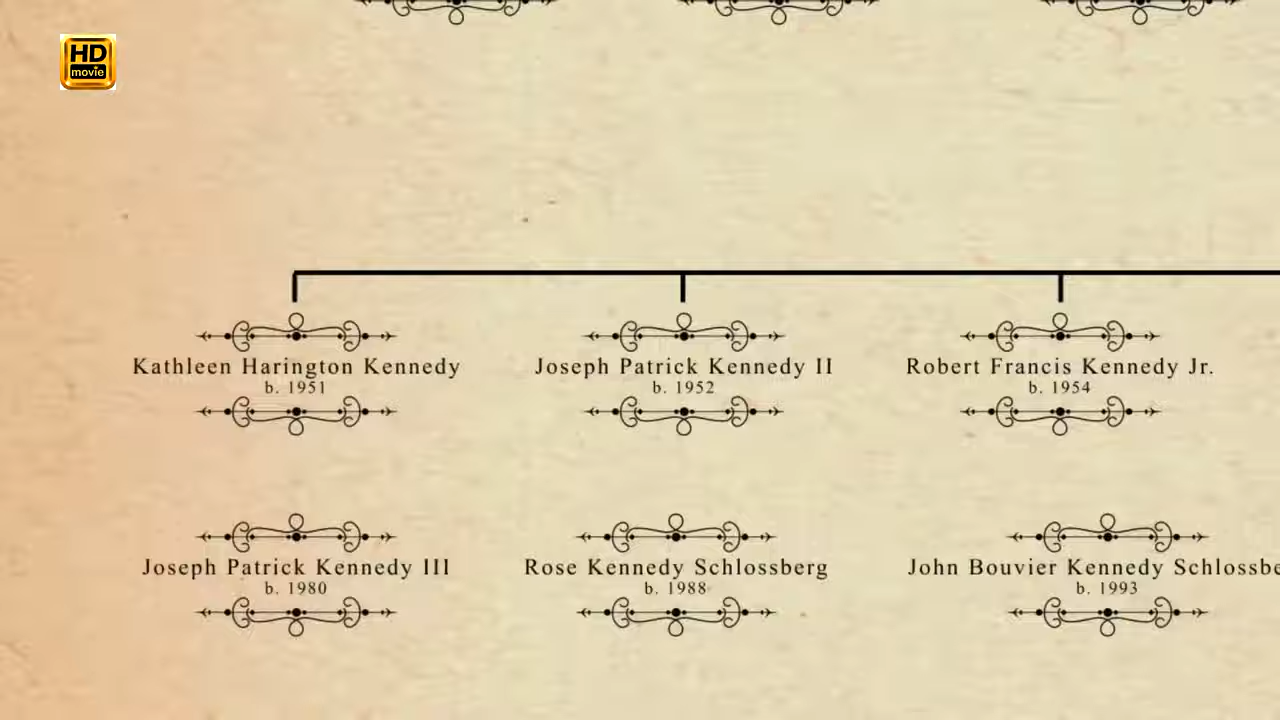 HD
movie
Kathleen Harington Kennedy
b. 1951
Joseph Patrick Kennedy II
b. 1952
Robert Francis Kennedy Jr.
b. 1954
Joseph Patrick Kennedy III
b. 1980
Rose Kennedy Schlossberg
b. 1988
John Bouvier Kennedy Schlossbe
b. 1993